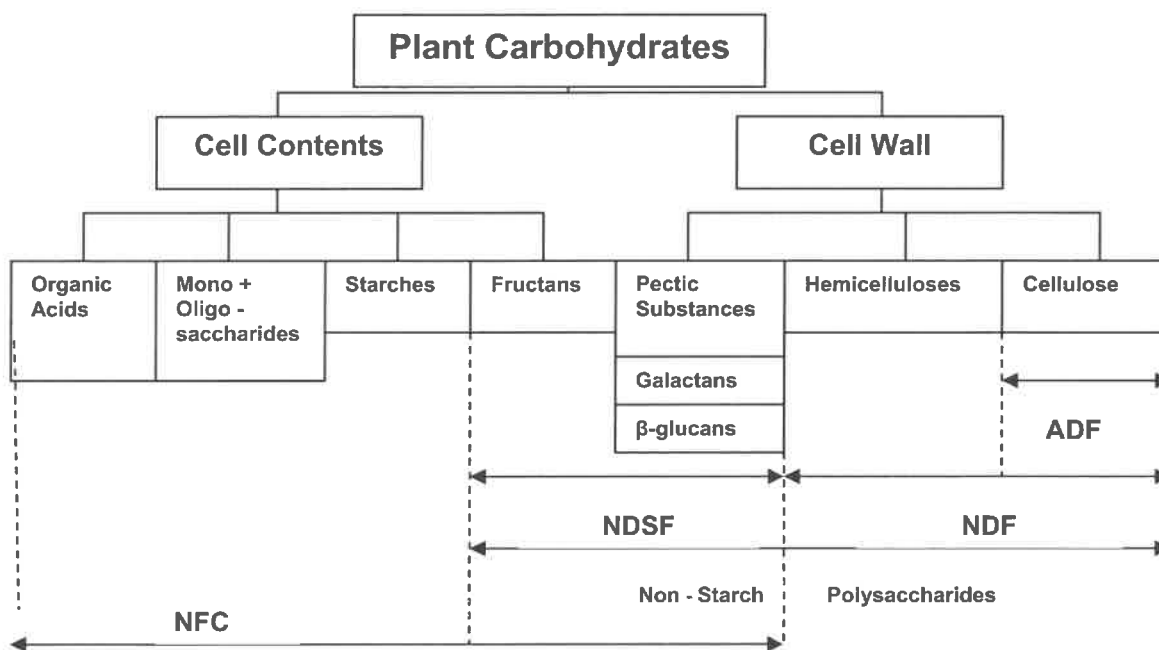 Plant Carbohydrates
Cell Contents
Cell Wall
Organic
Acids
Mono +
Oligo -
saccharides
Starches
Fructans
Pectic
Substances
Hemicelluloses
Cellulose
Galactans
β-glucans
ADF
NDSF
NDF
Non - Starch
Polysaccharides
NFC